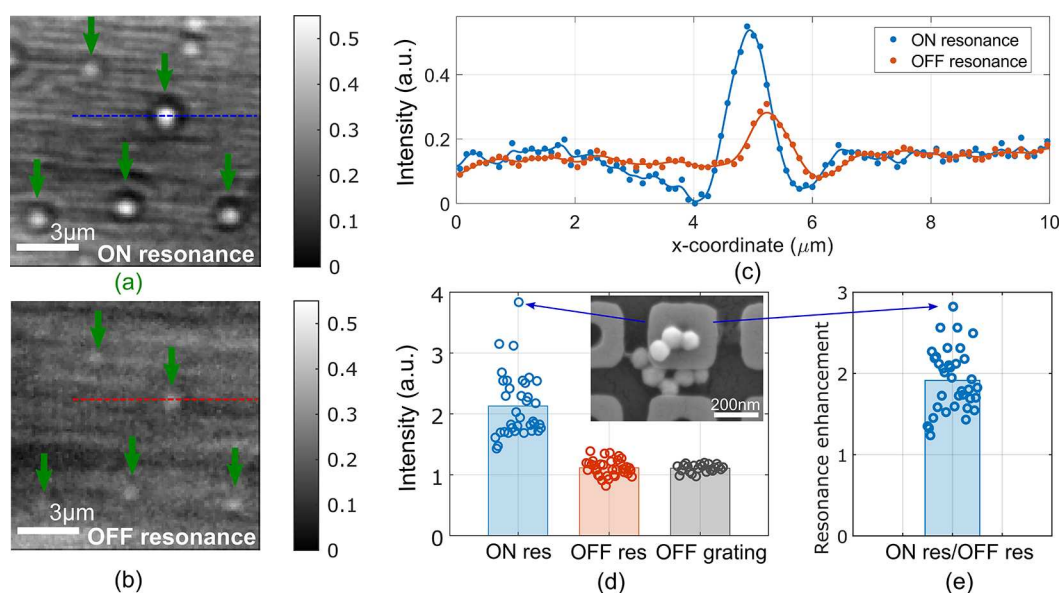 0.5
0.4
0.3
0.2
0.1
0
3μm
ON resonance
(a)
0.5
0.4
0.3
0.2
0.1
0
3μm
OFF resonance
(b)
Intensity (a.u.)
0.4
0.2
0
0
2
4
6
8
10
x-coordinate (μm)
ON resonance
OFF resonance
(c)
Intensity (a.u.)
4
3
2
1
0
ON res
OFF res
OFF grating
200nm
(d)
Resonance enhancement
3
2
1
0
ON res/OFF res
(e)